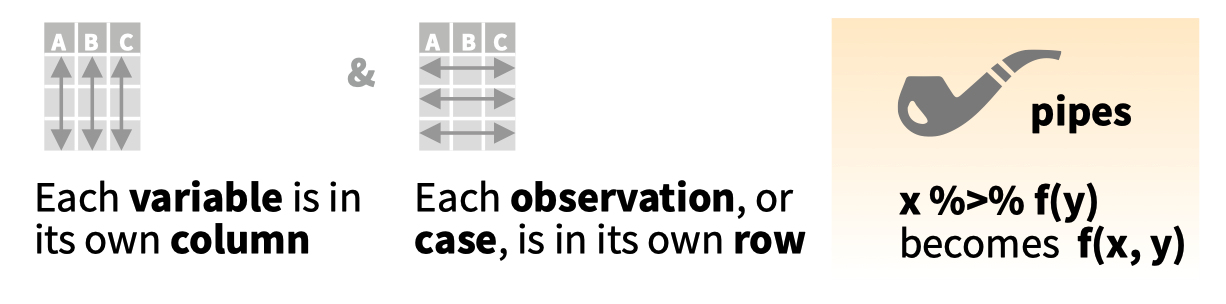 A B C
Each variable is in
its own column
&
A B C
Each observation, or
case, is in its own row
pipes
x %>% f(y)
becomes f(x, y)